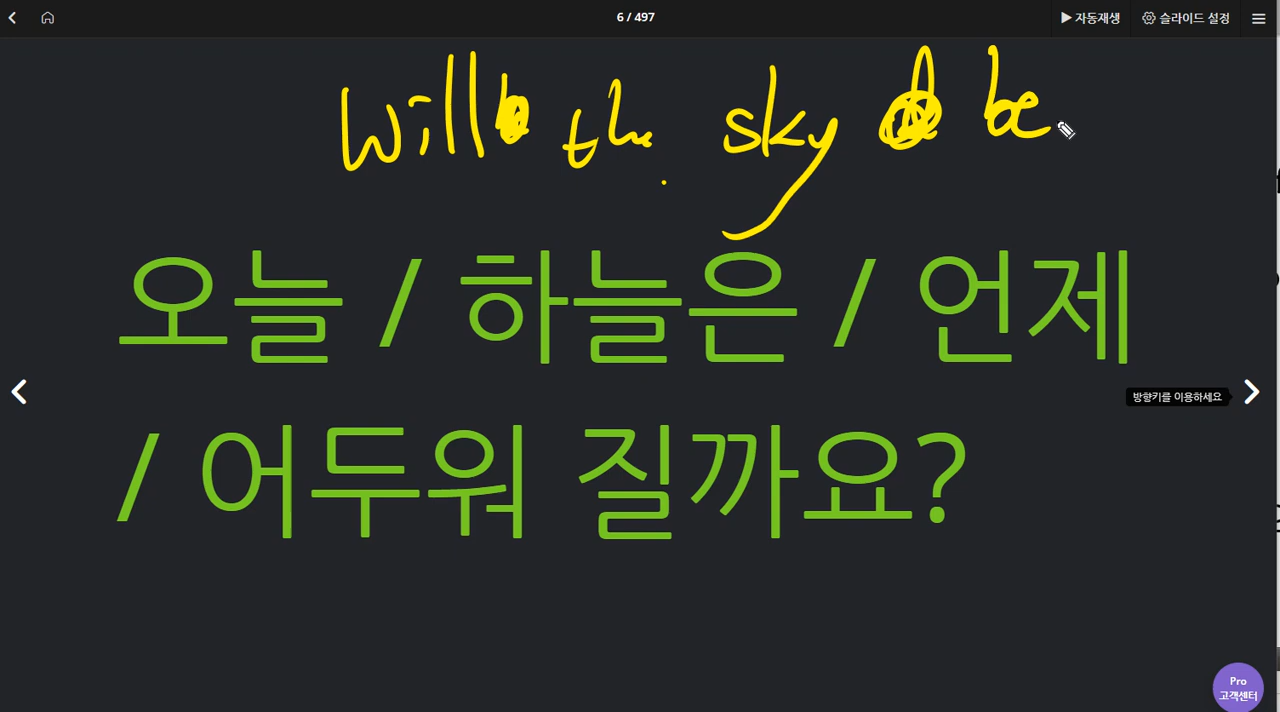 6 / 497
▶ 자동재생
슬라이드 설정
Will the sky be
오늘 / 하늘은 / 언제
방향키를 이용하세요
/ 어두워 질까요?
Pro
고객센터